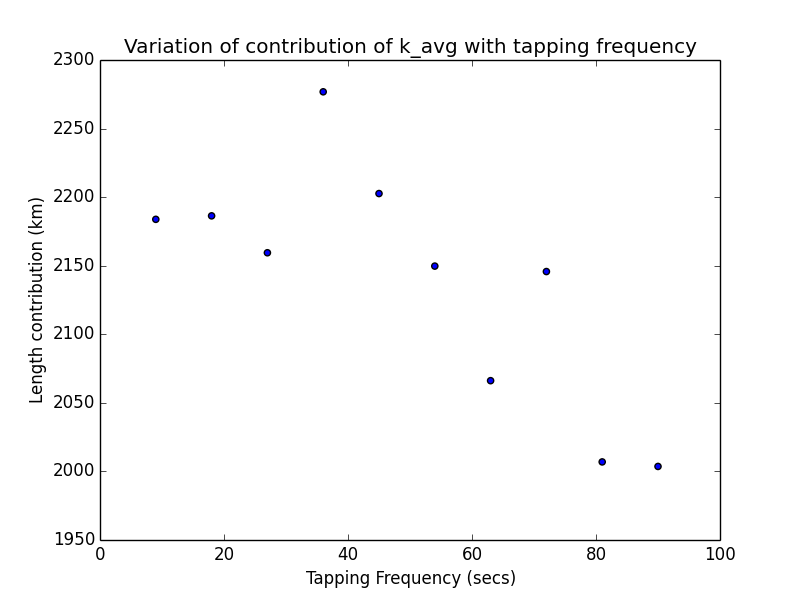 Variation of contribution of k_avg with tapping frequency
2300
2250
2200
2150
2100
2050
2000
1950
Length contribution (km)
0 20 40 60 80 100
Tapping Frequency (secs)